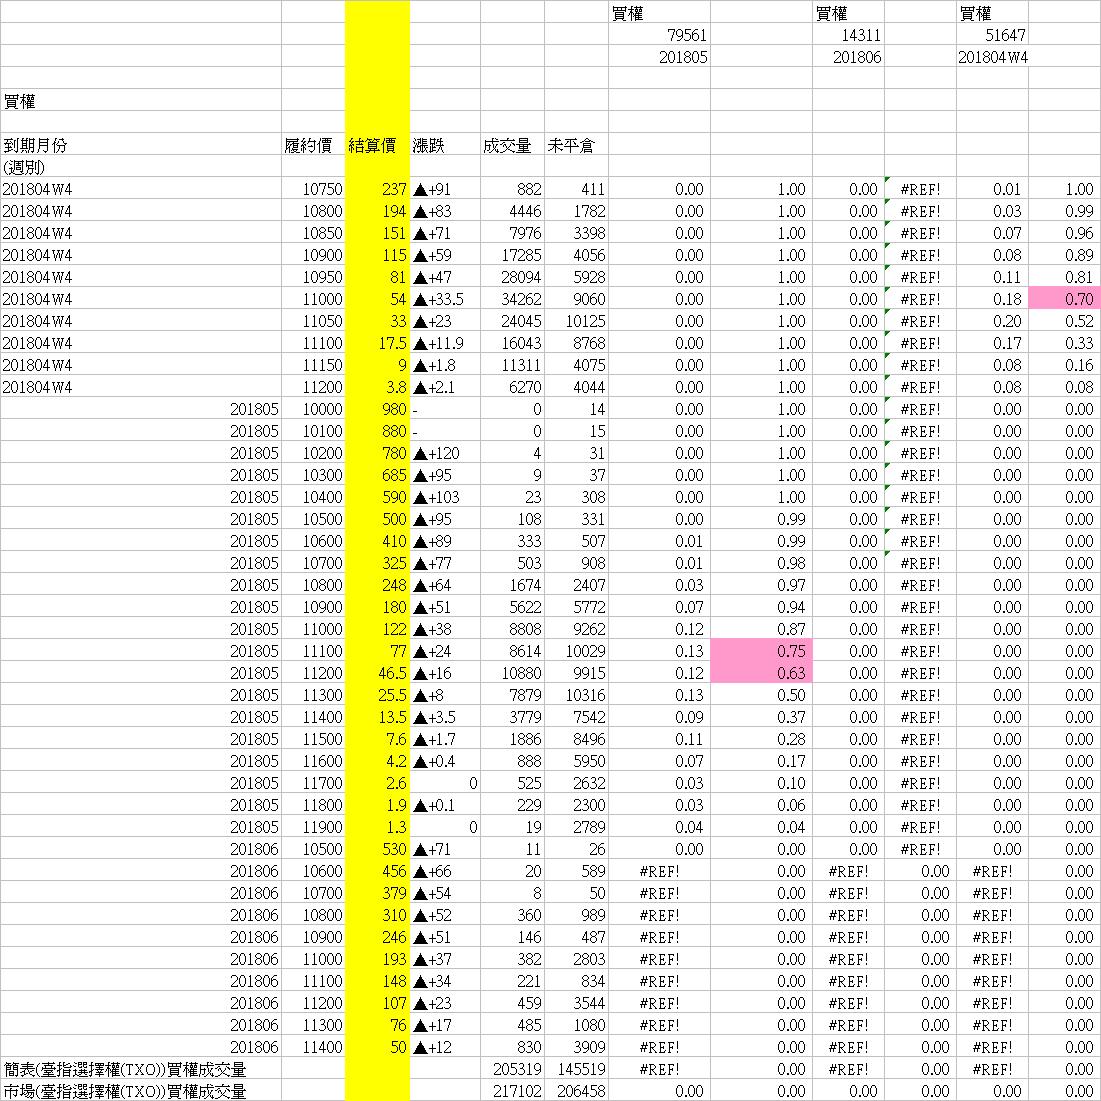 買權 買權 買權
79561 14311 51647
201805 201806 201804W4
買權
到期月份 履約價 結算價 漲跌 成交量 未平倉
(週別)
201804W4 10750 237 ▲+91 882 411 0.00 1.00 0.00 #REF! 0.01 1.00
201804W4 10800 194 ▲+83 4446 1782 0.00 1.00 0.00 #REF! 0.03 0.99
201804W4 10850 151 ▲+71 7976 3398 0.00 1.00 0.00 #REF! 0.07 0.96
201804W4 10900 115 ▲+59 17285 4056 0.00 1.00 0.00 #REF! 0.08 0.89
201804W4 10950 81 ▲+47 28094 5928 0.00 1.00 0.00 #REF! 0.11 0.81
201804W4 11000 54 ▲+33.5 34262 9060 0.00 1.00 0.00 #REF! 0.18 0.70
201804W4 11050 33 ▲+23 24045 10125 0.00 1.00 0.00 #REF! 0.20 0.52
201804W4 11100 17.5 ▲+11.9 16043 8768 0.00 1.00 0.00 #REF! 0.17 0.33
201804W4 11150 9 ▲+1.8 11311 4075 0.00 1.00 0.00 #REF! 0.08 0.16
201804W4 11200 3.8 ▲+2.1 6270 4044 0.00 1.00 0.00 #REF! 0.08 0.08
201805 10000 980 - 0 14 0.00 1.00 0.00 #REF! 0.00 0.00
201805 10100 880 - 0 15 0.00 1.00 0.00 #REF! 0.00 0.00
201805 10200 780 ▲+120 4 31 0.00 1.00 0.00 #REF! 0.00 0.00
201805 10300 685 ▲+95 9 37 0.00 1.00 0.00 #REF! 0.00 0.00
201805 10400 590 ▲+103 23 308 0.00 1.00 0.00 #REF! 0.00 0.00
201805 10500 500 ▲+95 108 331 0.00 0.99 0.00 #REF! 0.00 0.00
201805 10600 410 ▲+89 333 507 0.01 0.99 0.00 #REF! 0.00 0.00
201805 10700 325 ▲+77 503 908 0.01 0.98 0.00 #REF! 0.00 0.00
201805 10800 248 ▲+64 1674 2407 0.03 0.97 0.00 #REF! 0.00 0.00
201805 10900 180 ▲+51 5622 5772 0.07 0.94 0.00 #REF! 0.00 0.00
201805 11000 122 ▲+38 8808 9262 0.12 0.87 0.00 #REF! 0.00 0.00
201805 11100 77 ▲+24 8614 10029 0.13 0.75 0.00 #REF! 0.00 0.00
201805 11200 46.5 ▲+16 10880 9915 0.12 0.63 0.00 #REF! 0.00 0.00
201805 11300 25.5 ▲+8 7879 10316 0.13 0.50 0.00 #REF! 0.00 0.00
201805 11400 13.5 ▲+3.5 3779 7542 0.09 0.37 0.00 #REF! 0.00 0.00
201805 11500 7.6 ▲+1.7 1886 8496 0.11 0.28 0.00 #REF! 0.00 0.00
201805 11600 4.2 ▲+0.4 888 5950 0.07 0.17 0.00 #REF! 0.00 0.00
201805 11700 2.6 0 525 2632 0.03 0.10 0.00 #REF! 0.00 0.00
201805 11800 1.9 ▲+0.1 229 2300 0.03 0.06 0.00 #REF! 0.00 0.00
201805 11900 1.3 0 19 2789 0.04 0.04 0.00 #REF! 0.00 0.00
201806 10500 530 ▲+71 11 26 0.00 0.00 0.00 #REF! 0.00 0.00
201806 10600 456 ▲+66 20 589 #REF! 0.00 #REF! 0.00 #REF! 0.00
201806 10700 379 ▲+54 8 50 #REF! 0.00 #REF! 0.00 #REF! 0.00
201806 10800 310 ▲+52 360 989 #REF! 0.00 #REF! 0.00 #REF! 0.00
201806 10900 246 ▲+51 146 487 #REF! 0.00 #REF! 0.00 #REF! 0.00
201806 11000 193 ▲+37 382 2803 #REF! 0.00 #REF! 0.00 #REF! 0.00
201806 11100 148 ▲+34 221 834 #REF! 0.00 #REF! 0.00 #REF! 0.00
201806 11200 107 ▲+23 459 3544 #REF! 0.00 #REF! 0.00 #REF! 0.00
201806 11300 76 ▲+17 485 1080 #REF! 0.00 #REF! 0.00 #REF! 0.00
201806 11400 50 ▲+12 830 3909 #REF! 0.00 #REF! 0.00 #REF! 0.00
簡表(臺指選擇權(TXO))買權成交量 205319 145519 #REF! 0.00 #REF! 0.00 #REF! 0.00
市場(臺指選擇權(TXO))買權成交量 217102 206458 0.00 0.00 0.00 0.00 0.00 0.00